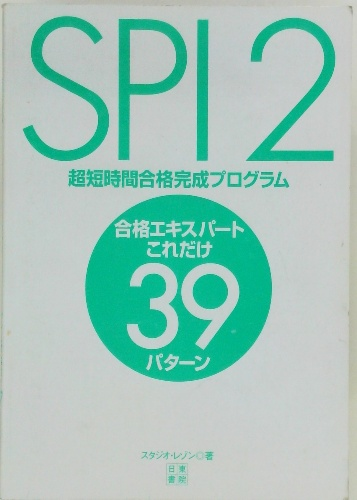 SPI2
超短時間合格完成プログラム
合格エキスパート
これだけ
39
パターン
スタジオ・レゾン◎著
日東
書院